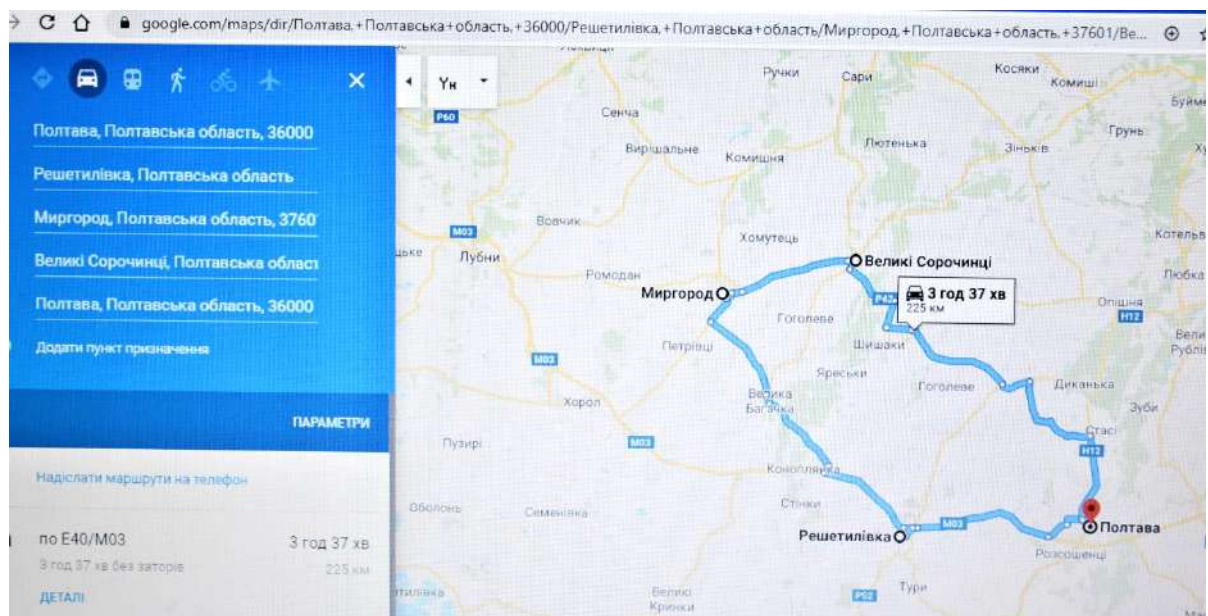 google.com/maps/dir/Полтава,+Полтавська+область,+36000/Решетилівка,+Полтавська+область/Миргород,+Полтавська+область,+37601/Ве...
Полтава, Полтавська область, 36000
Решетилівка, Полтавська область
Миргород, Полтавська область, 3760
Великі Сорочинці, Полтавська област
Полтава, Полтавська область, 36000
Додати пункт призначення
ПАРАМЕТРИ
Надіслати маршрути на телефон
по E40/M03
3 год 37 хв
3 год 37 хв без заторів
225 км
ДЕТАЛІ
Ун
P60
Сенча
Ручки
Сари
Косяки
Комиші
Грунь
Вирішальне
Комишня
Лютенька
Зіньків
Вовчик
M03
Лубни
Хомутець
Ромодан
Великі Сорочинці
Миргород
P42
3 год 37 хв
225 км
Опішня
H12
Любка
Гоголеве
Петрівці
Шишаки
M03
Яреськи
Гоголеве
Диканька
Хорол
Велика
Багачка
Зуби
Стасі
Пузирі
M03
H12
Коноплянка
Оболонь
Семенівка
Стінки
M03
Полтава
Решетилівка
Розсошенці
Тури
P52
Великі
Кринки